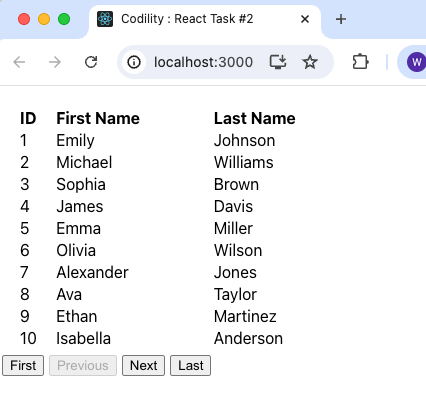 Codility : React Task #2
localhost:3000
W
ID First Name Last Name
1 Emily Johnson
2 Michael Williams
3 Sophia Brown
4 James Davis
5 Emma Miller
6 Olivia Wilson
7 Alexander Jones
8 Ava Taylor
9 Ethan Martinez
10 Isabella Anderson
First Previous Next Last